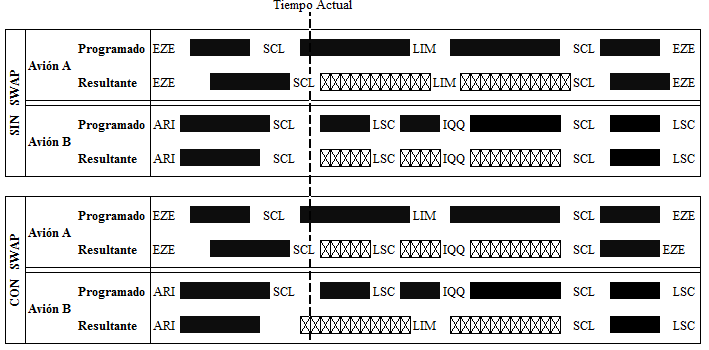 Tiempo Actual
SIN SWAP
Avión A
Programado EZE SCL LIM SCL EZE
Resultante EZE SCL LIM SCL EZE
Avión B
Programado ARI SCL LSC IQQ SCL LSC
Resultante ARI SCL LSC IQQ SCL LSC
CON SWAP
Avión A
Programado EZE SCL LIM SCL EZE
Resultante EZE SCL LSC IQQ SCL EZE
Avión B
Programado ARI SCL LSC IQQ SCL LSC
Resultante ARI LIM SCL LSC